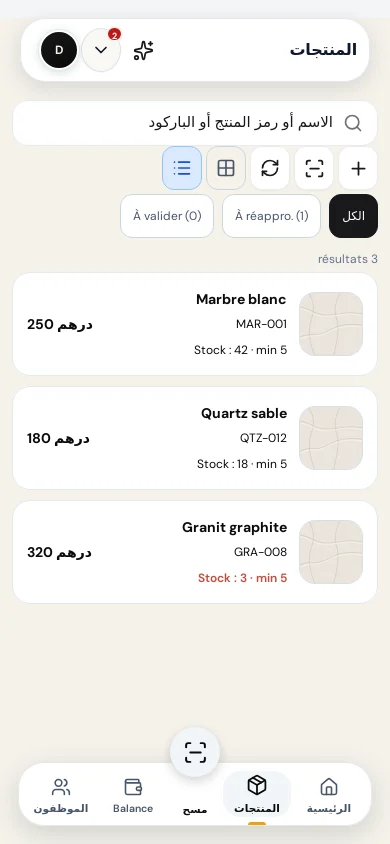 المنتجات
2
D
الاسم أو رمز المنتج أو الباركود
الكل
À réappro. (1)
À valider (0)
3 résultats
Marbre blanc
MAR-001
Stock : 42 · min 5
250 درهم
Quartz sable
QTZ-012
Stock : 18 · min 5
180 درهم
Granit graphite
GRA-008
Stock : 3 · min 5
320 درهم
الرئيسية
المنتجات
مسح
Balance
الموظفون